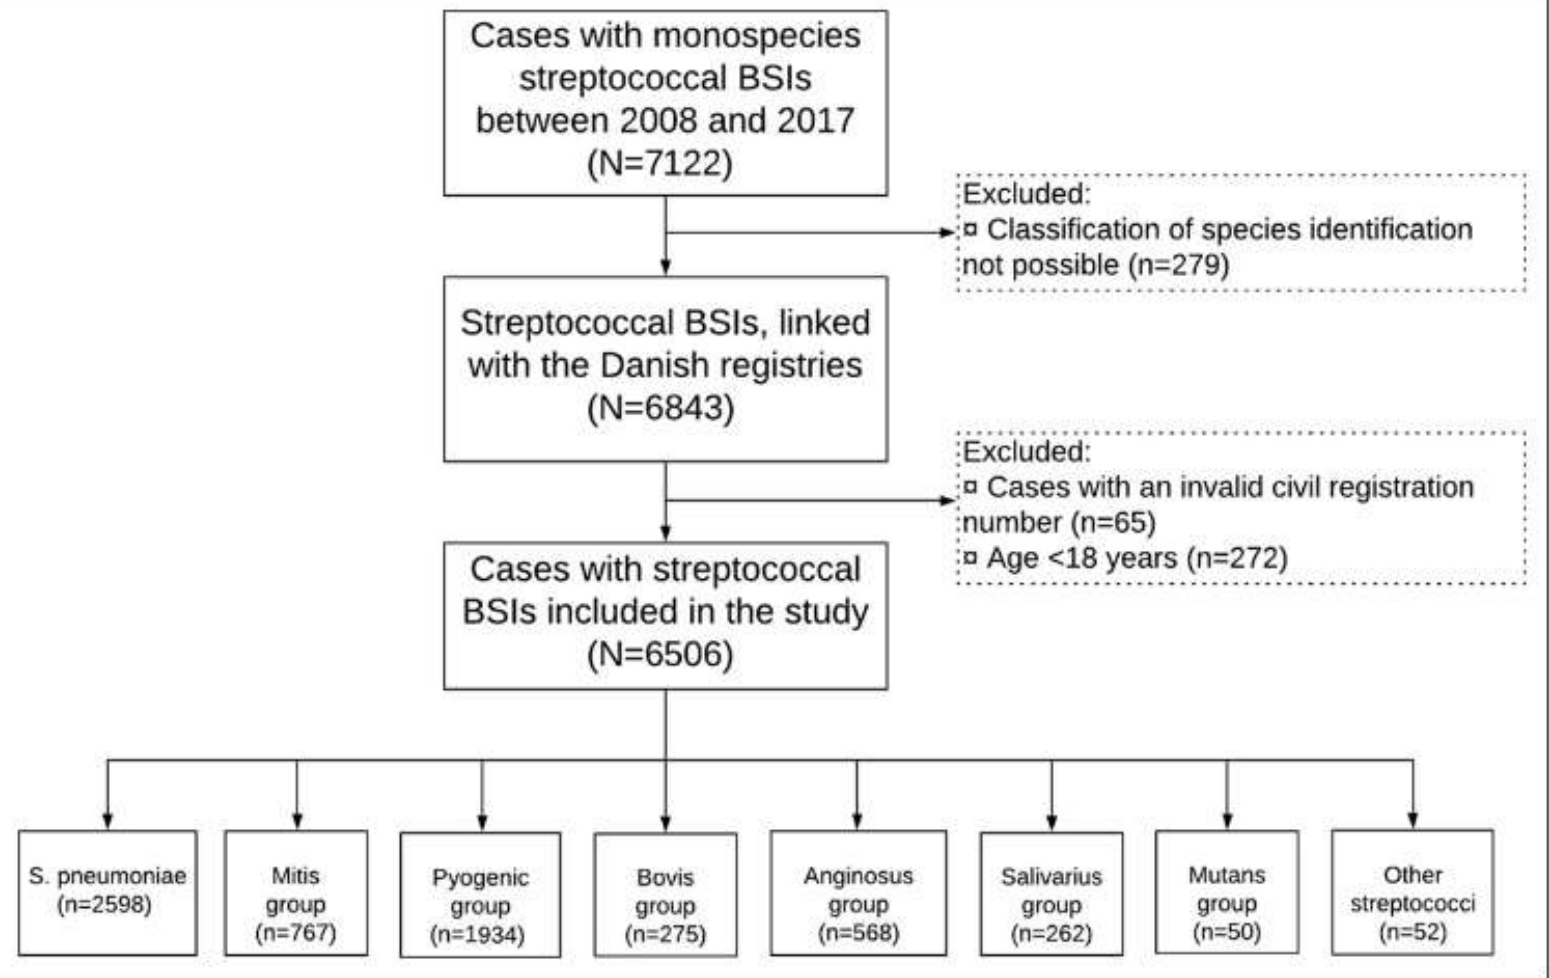 Cases with monospecies
streptococcal BSIs
between 2008 and 2017
(N=7122)
Excluded:
¤ Classification of species identification
not possible (n=279)
Streptococcal BSIs, linked
with the Danish registries
(N=6843)
Excluded:
¤ Cases with an invalid civil registration
number (n=65)
¤ Age <18 years (n=272)
Cases with streptococcal
BSIs included in the study
(N=6506)
S. pneumoniae
(n=2598)
Mitis
group
(n=767)
Pyogenic
group
(n=1934)
Bovis
group
(n=275)
Anginosus
group
(n=568)
Salivarius
group
(n=262)
Mutans
group
(n=50)
Other
streptococci
(n=52)